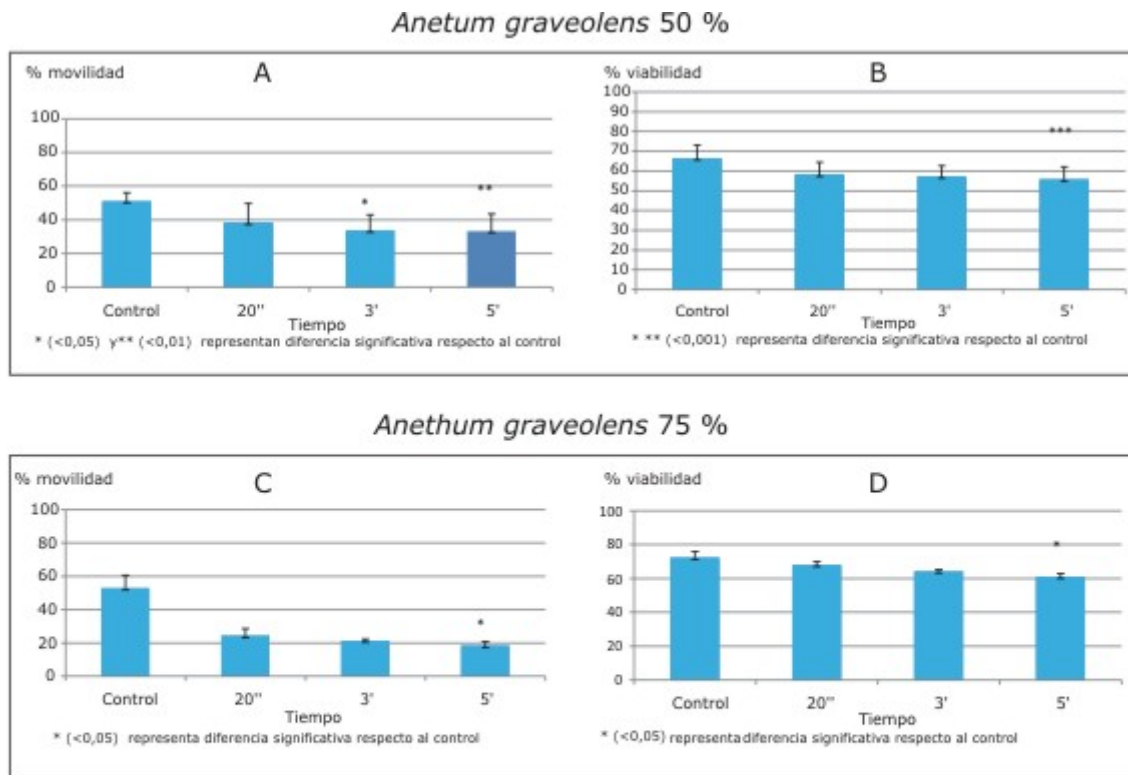 Anetum graveolens 50 %
% movilidad
A
100
80
60
40
20
0
*
**
Control 20'' 3' 5'
Tiempo
* (<0,05) y** (<0,01) representan diferencia significativa respecto al control
% viabilidad
B
100
90
80
70
60
50
40
30
20
10
0
***
Control 20'' 3' 5'
Tiempo
* ** (<0,001) representa diferencia significativa respecto al control
Anethum graveolens 75 %
% movilidad
C
100
80
60
40
20
0
*
Control 20'' 3' 5'
Tiempo
* (<0,05) representa diferencia significativa respecto al control
% viabilidad
D
100
80
60
40
20
0
*
Control 20'' 3' 5'
Tiempo
* (<0,05) representa diferencia significativa respecto al control